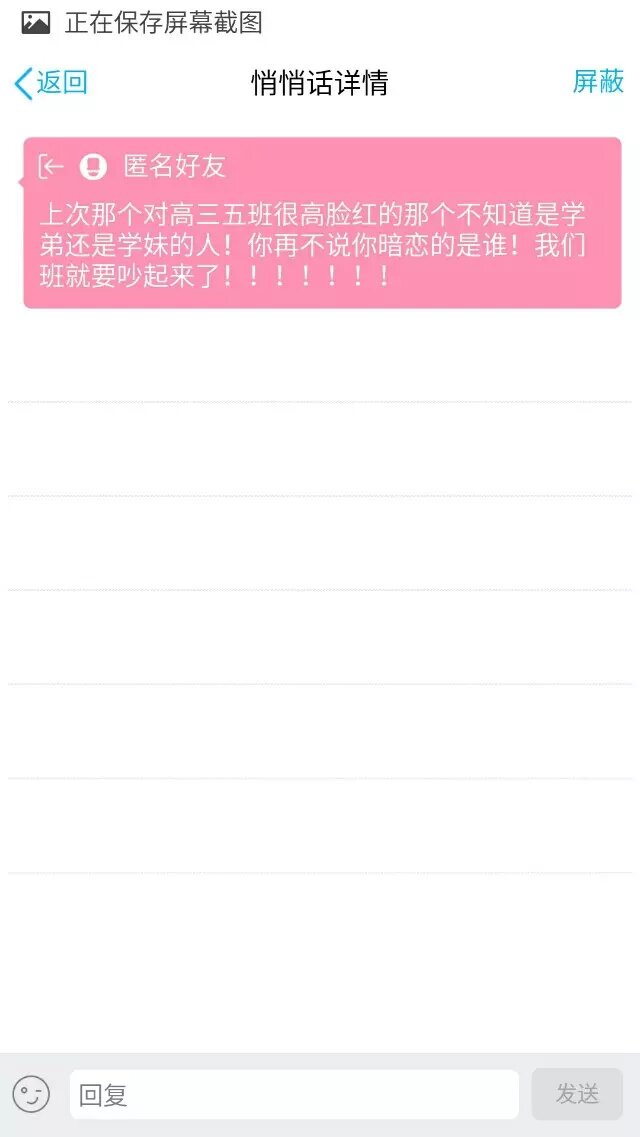 正在保存屏幕截图
返回
悄悄话详情
屏蔽
匿名好友
上次那个对高三五班很高脸红的那个不知道是学
弟还是学妹的人！你再不说你暗恋的是谁！我们
班就要吵起来了！！！！！！！
回复
发送